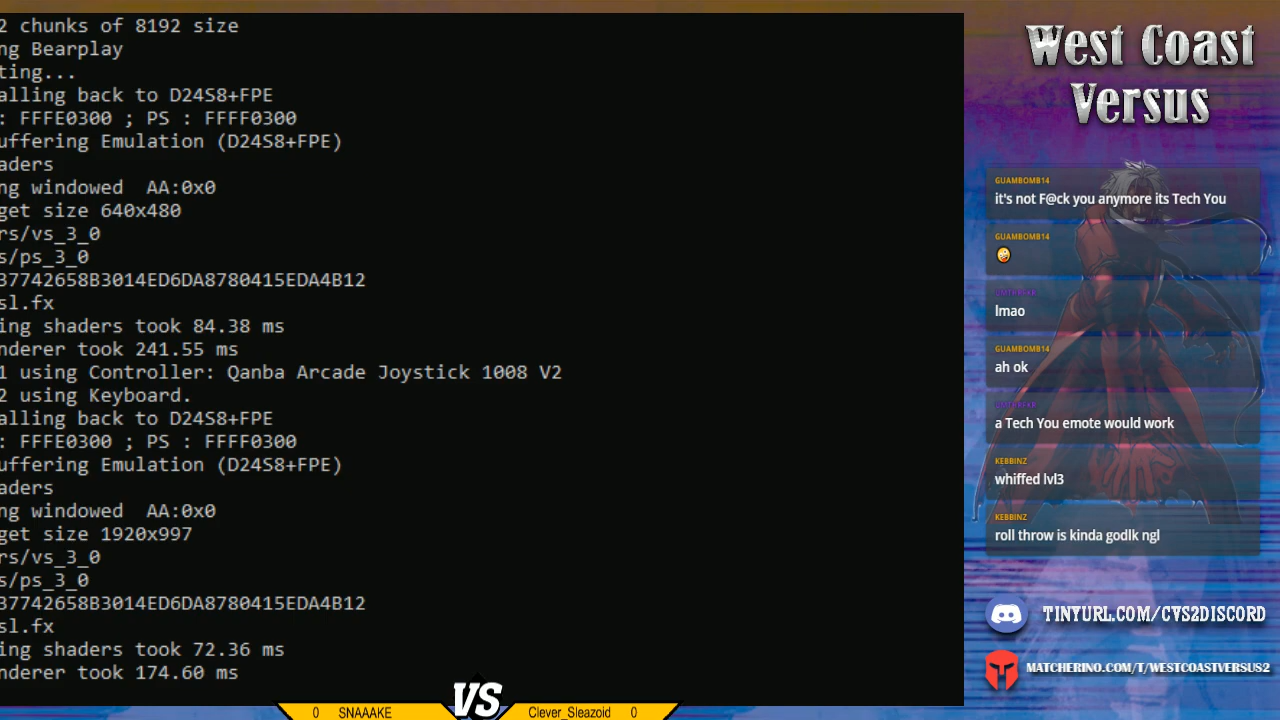 2 chunks of 8192 size
ng Bearplay
ting...
alling back to D24S8+FPE
: FFFE0300 ; PS : FFFF0300
uffering Emulation (D24S8+FPE)
aders
ng windowed  AA:0x0
get size 640x480
rs/vs_3_0
s/ps_3_0
37742658B3014ED6DA8780415EDA4B12
sl.fx
ing shaders took 84.38 ms
nderer took 241.55 ms
1 using Controller: Qanba Arcade Joystick 1008 V2
2 using Keyboard.
alling back to D24S8+FPE
: FFFE0300 ; PS : FFFF0300
uffering Emulation (D24S8+FPE)
aders
ng windowed  AA:0x0
get size 1920x997
rs/vs_3_0
s/ps_3_0
37742658B3014ED6DA8780415EDA4B12
sl.fx
ing shaders took 72.36 ms
nderer took 174.60 ms
0 SNAAAKE
VS
Clever_Sleazoid 0
West Coast
Versus
GUAMBOMB14
it's not F@ck you anymore its Tech You
GUAMBOMB14
lmao
GUAMBOMB14
ah ok
a Tech You emote would work
KEBBINZ
whiffed lvl3
KEBBINZ
roll throw is kinda godlk ngl
TINYURL.COM/CVS2DISCORD
MATCHERINO.COM/T/WESTCOASTVERSUS2